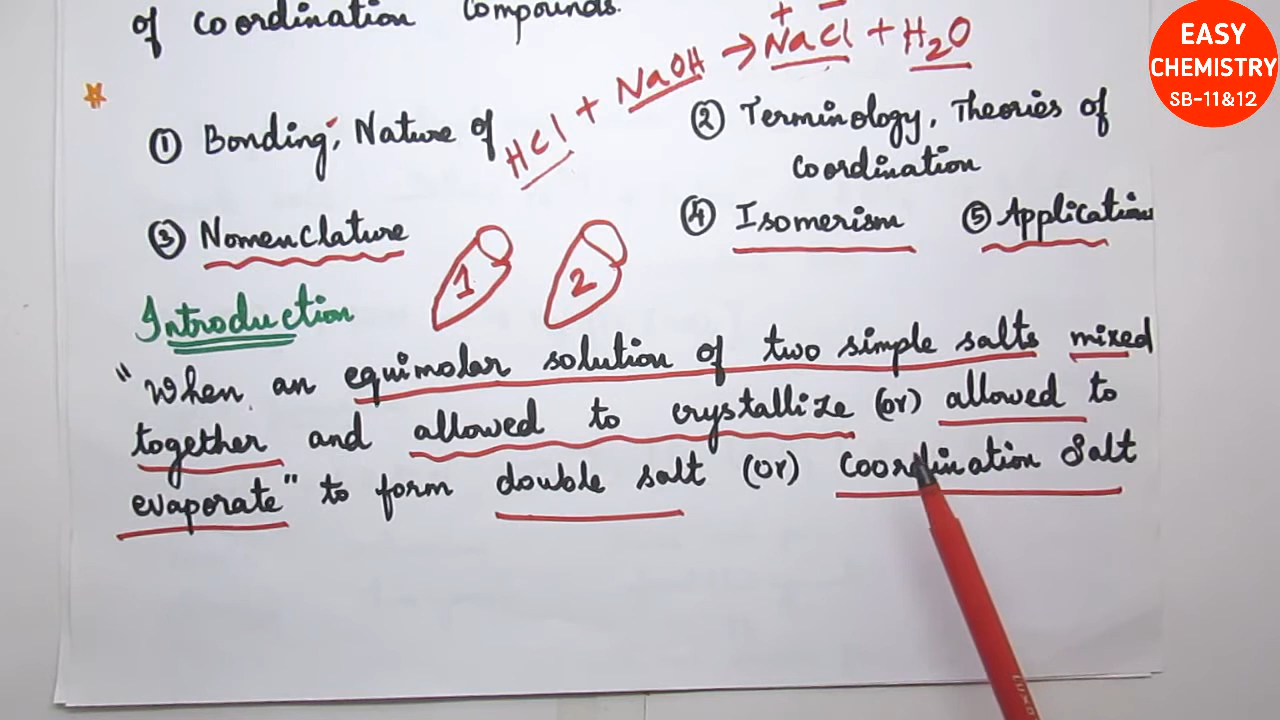 of coordination compounds.
HCl + NaOH → NaCl + H2O
+ -
① Bonding, Nature of
② Terminology, Theories of
coordination
③ Nomenclature
④ Isomerism ⑤ Applications
1 2
Introduction
"When an equimolar solution of two simple salts mixed
together and allowed to crystallize (or) allowed to
evaporate" to form double salt (or) Coordination Salt
EASY
CHEMISTRY
SB-11&12